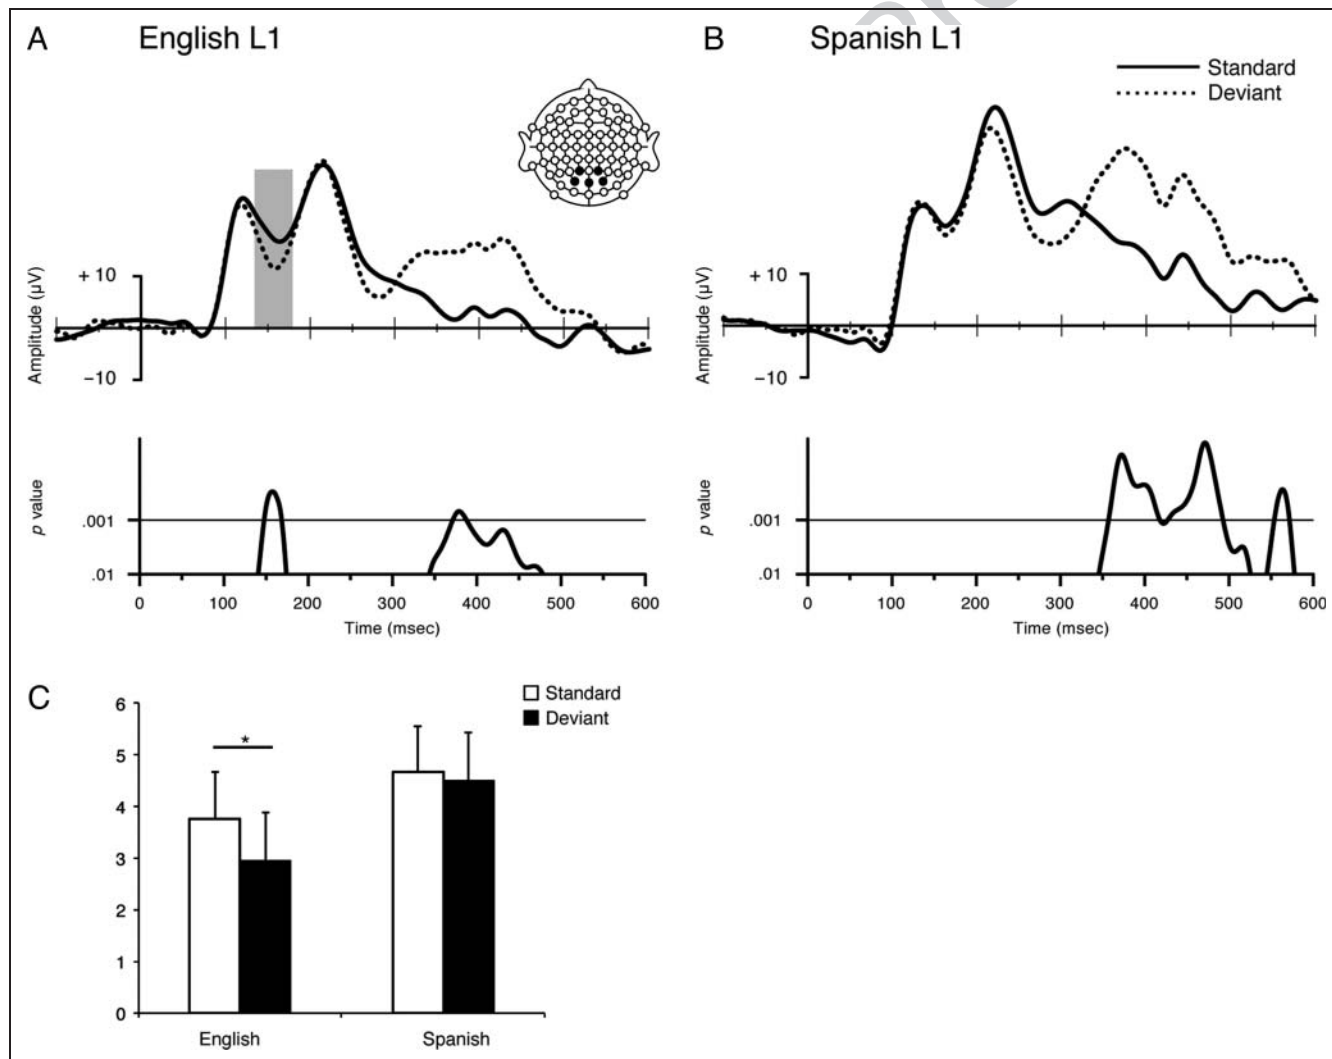 A English L1
B Spanish L1
Standard
Deviant
Amplitude (μV)
+ 10
−10
Amplitude (μV)
+ 10
−10
p value
.001
.01
0 100 200 300 400 500 600
Time (msec)
p value
.001
.01
0 100 200 300 400 500 600
Time (msec)
C
Standard
Deviant
6
5
4
3
2
1
0
*
English Spanish